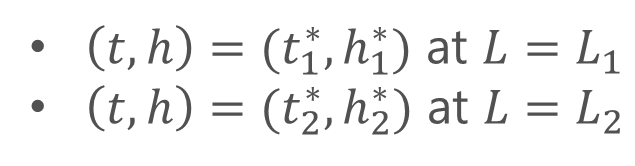 • (t, h) = (t₁*, h₁*) at L = L₁
• (t, h) = (t₂*, h₂*) at L = L₂